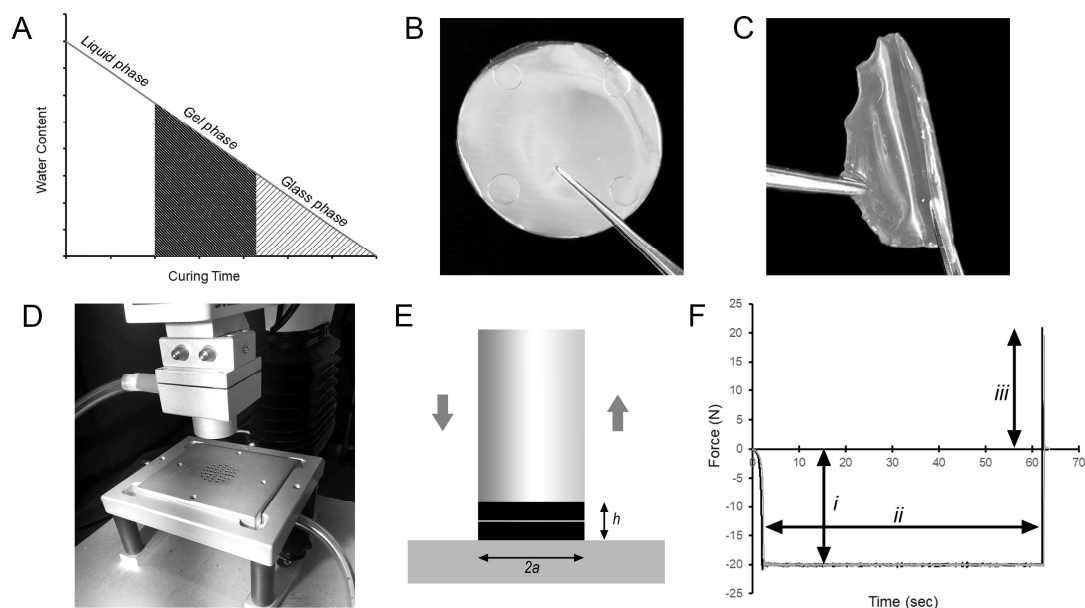 A
Water Content
Liquid phase
Gel phase
Glass phase
Curing Time
B
C
D
E
h
2a
F
Force (N)
25
20
15
10
5
0
-5
-10
-15
-20
-25
0 10 20 30 40 50 60 70
i
ii
iii
Time (sec)